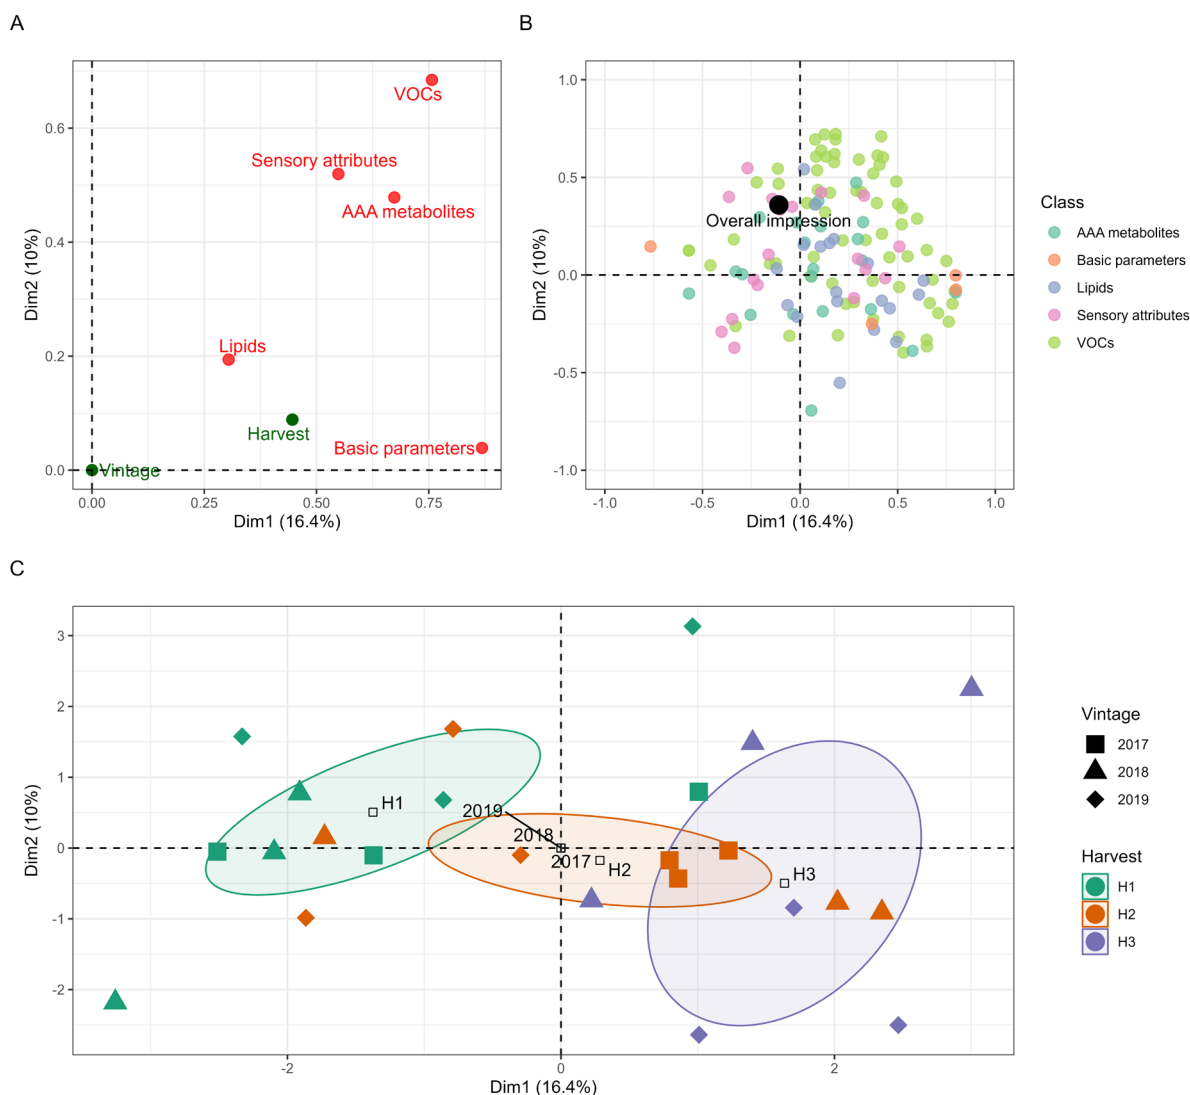 A
B
VOCs
Sensory attributes
AAA metabolites
Lipids
Harvest
Basic parameters
Vintage
0.6
0.4
0.2
0.0
0.00
0.25
0.50
0.75
Dim1 (16.4%)
Dim2 (10%)
1.0
0.5
0.0
-0.5
-1.0
Overall impression
-1.0
-0.5
0.0
0.5
1.0
Dim1 (16.4%)
Dim2 (10%)
Class
AAA metabolites
Basic parameters
Lipids
Sensory attributes
VOCs
C
3
2
1
0
-1
-2
H1
2019
2018
2017
H2
H3
-2
0
2
Dim1 (16.4%)
Dim2 (10%)
Vintage
2017
2018
2019
Harvest
H1
H2
H3